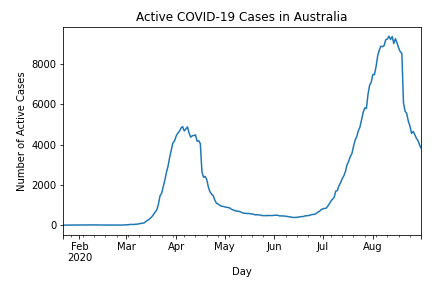 Active COVID-19 Cases in Australia
Number of Active Cases
8000
6000
4000
2000
0
Feb
2020
Mar
Apr
May
Jun
Jul
Aug
Day